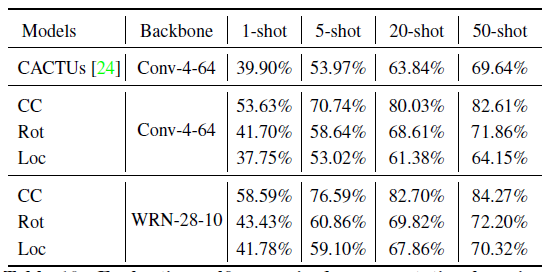 Models Backbone 1-shot 5-shot 20-shot 50-shot
CACTUs [24] Conv-4-64 39.90% 53.97% 63.84% 69.64%
CC 53.63% 70.74% 80.03% 82.61%
Rot Conv-4-64 41.70% 58.64% 68.61% 71.86%
Loc 37.75% 53.02% 61.38% 64.15%
CC 58.59% 76.59% 82.70% 84.27%
Rot WRN-28-10 43.43% 60.86% 69.82% 72.20%
Loc 41.78% 59.10% 67.86% 70.32%